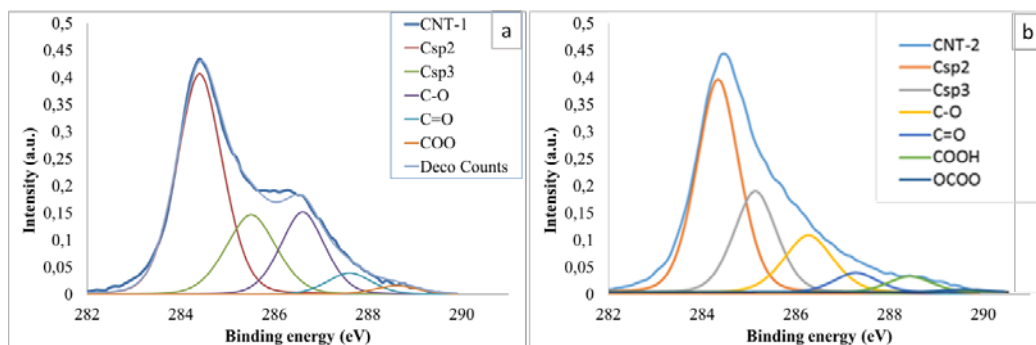 a
0,5
0,45
0,4
0,35
0,3
0,25
0,2
0,15
0,1
0,05
0
Intensity (a.u.)
282 284 286 288 290
Binding energy (eV)
CNT-1
Csp2
Csp3
C-O
C=O
COO
Deco Counts
b
0,5
0,45
0,4
0,35
0,3
0,25
0,2
0,15
0,1
0,05
0
Intensity (a.u.)
282 284 286 288 290
Binding energy (eV)
CNT-2
Csp2
Csp3
C-O
C=O
COOH
OCOO